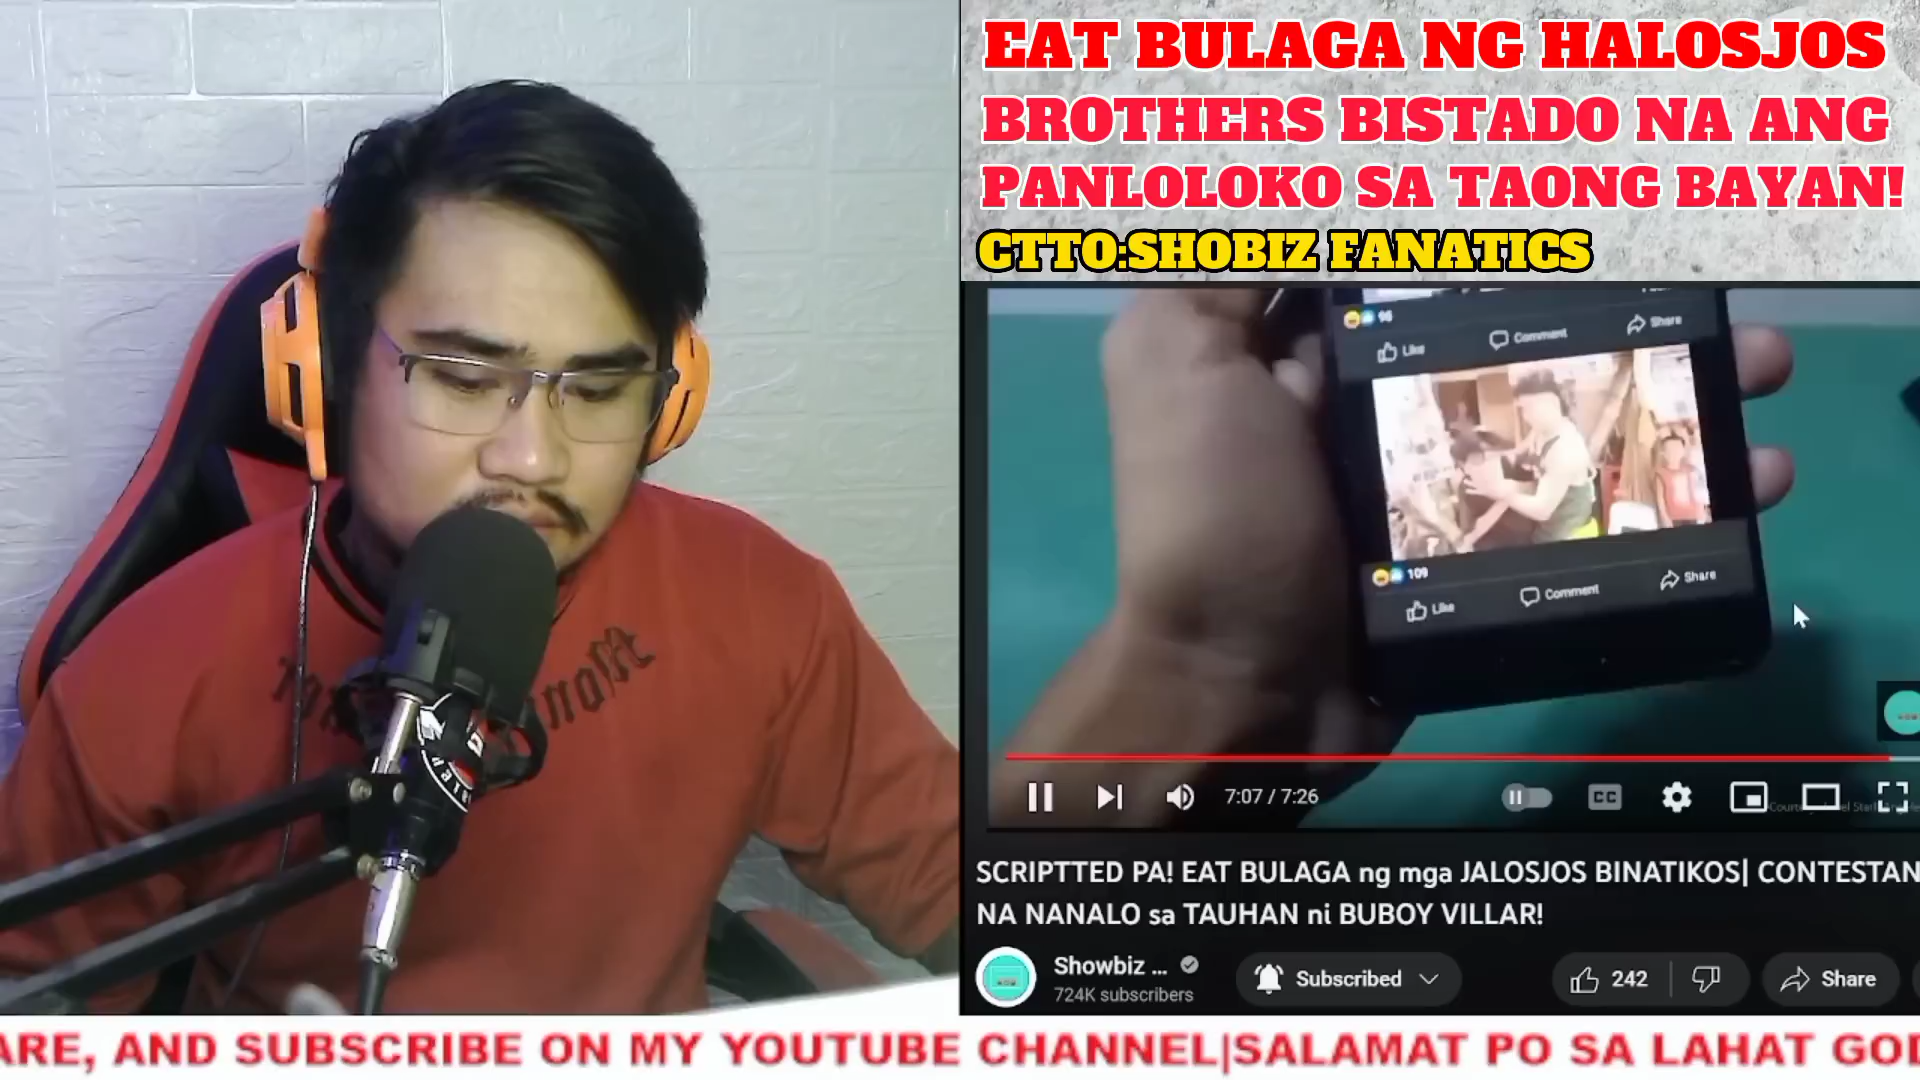 EAT BULAGA NG HALOSJOS
BROTHERS BISTADO NA ANG
PANLOLOKO SA TAONG BAYAN!
CTTO:SHOBIZ FANATICS
96
Like
Comment
Share
109
Like
Comment
Share
7:07 / 7:26
CC
SCRIPTTED PA! EAT BULAGA ng mga JALOSJOS BINATIKOS| CONTESTAN
NA NANALO sa TAUHAN ni BUBOY VILLAR!
Showbiz ...
724K subscribers
Subscribed
242
Share
ARE, AND SUBSCRIBE ON MY YOUTUBE CHANNEL|SALAMAT PO SA LAHAT GOD